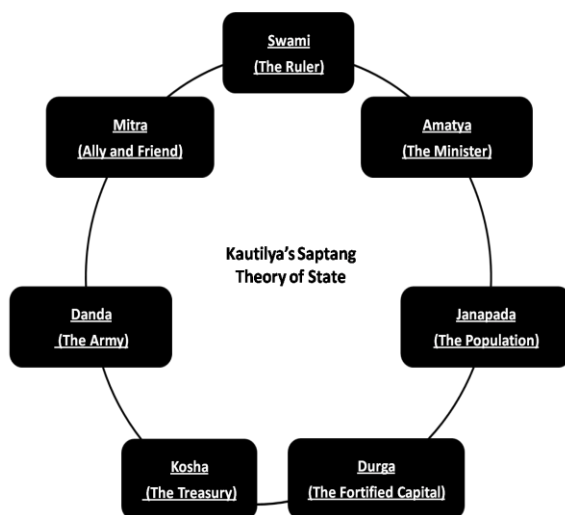 Swami
(The Ruler)
Amatya
(The Minister)
Janapada
(The Population)
Durga
(The Fortified Capital)
Kosha
(The Treasury)
Danda
(The Army)
Mitra
(Ally and Friend)
Kautilya's Saptang
Theory of State